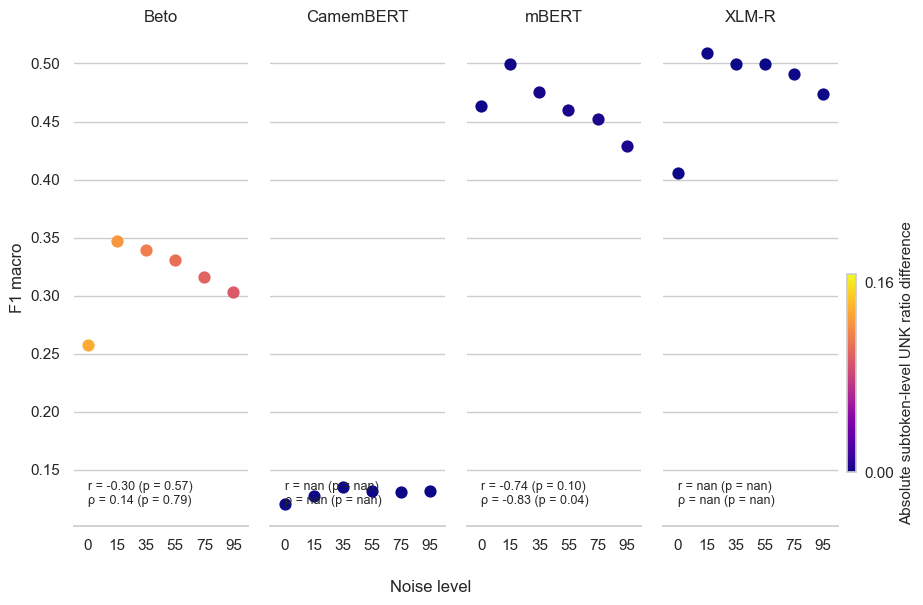 Beto CamemBERT mBERT XLM-R
0.50
0.45
0.40
0.35
0.30
0.25
0.20
0.15
F1 macro
r = -0.30 (p = 0.57)
ρ = 0.14 (p = 0.79)
r = nan (p = nan)
ρ = nan (p = nan)
r = -0.74 (p = 0.10)
ρ = -0.83 (p = 0.04)
r = nan (p = nan)
ρ = nan (p = nan)
0 15 35 55 75 95 0 15 35 55 75 95 0 15 35 55 75 95 0 15 35 55 75 95
Noise level
0.16
0.00
Absolute subtoken-level UNK ratio difference